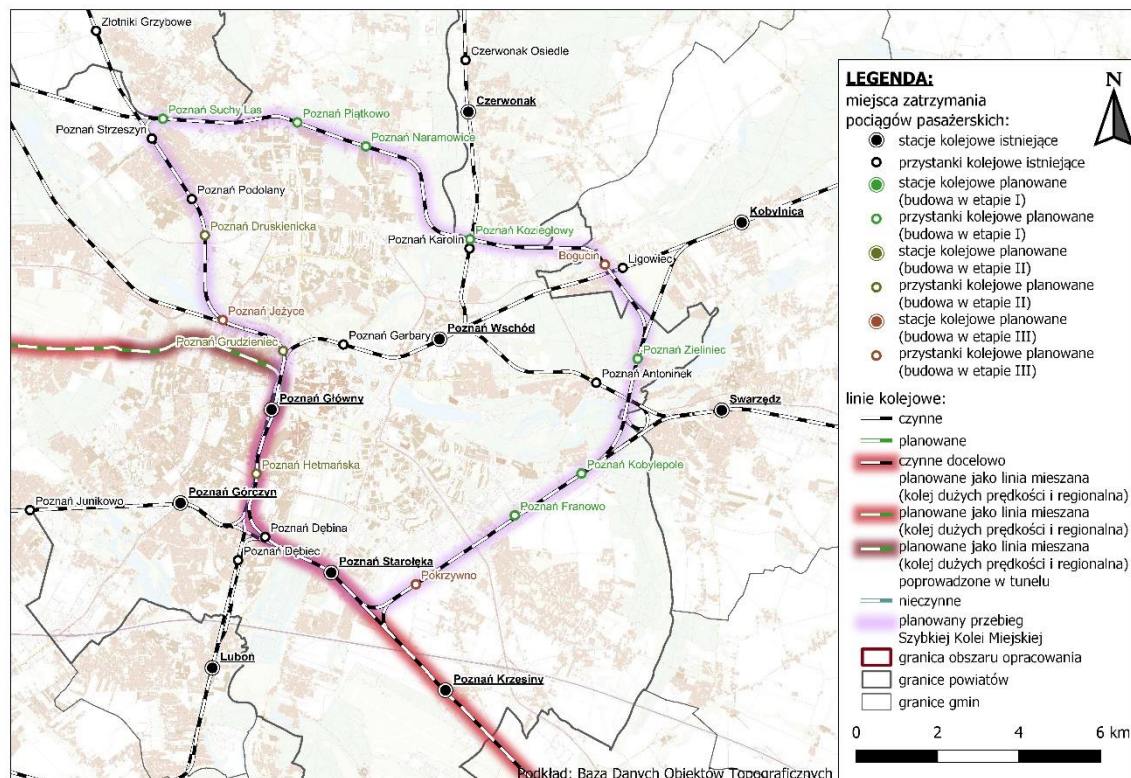 Złotniki Grzybowe
Czerwonak Osiedle
Czerwonak
Poznań Suchy Las
Poznań Piątkowo
Poznań Strzeszyn
Poznań Naramowice
Poznań Podolany
Kobylnica
Poznań Druskienicka
Poznań Koziegłowy
Poznań Karolin
Bogucin
Ligowiec
Poznań Jeżyce
Poznań Garbary
Poznań Wschód
Poznań Grudzieniec
Poznań Zieliniec
Poznań Antoninek
Poznań Główny
Swarzędz
Poznań Hetmańska
Poznań Kobylepole
Poznań Junikowo
Poznań Górczyn
Poznań Franowo
Poznań Dębina
Poznań Dębiec
Poznań Starołęka
Pokrzywno
Luboń
Poznań Krzesiny
Podkład: Baza Danych Obiektów Topograficznych
LEGENDA:
N
miejsca zatrzymania
pociągów pasażerskich:
stacje kolejowe istniejące
przystanki kolejowe istniejące
stacje kolejowe planowane
(budowa w etapie I)
przystanki kolejowe planowane
(budowa w etapie I)
stacje kolejowe planowane
(budowa w etapie II)
przystanki kolejowe planowane
(budowa w etapie II)
stacje kolejowe planowane
(budowa w etapie III)
przystanki kolejowe planowane
(budowa w etapie III)
linie kolejowe:
czynne
planowane
czynne docelowo
planowane jako linia mieszana
(kolej dużych prędkości i regionalna)
planowane jako linia mieszana
(kolej dużych prędkości i regionalna)
planowane jako linia mieszana
(kolej dużych prędkości i regionalna)
poprowadzone w tunelu
nieczynne
planowany przebieg
Szybkiej Kolei Miejskiej
granica obszaru opracowania
granice powiatów
granice gmin
0 2 4 6 km